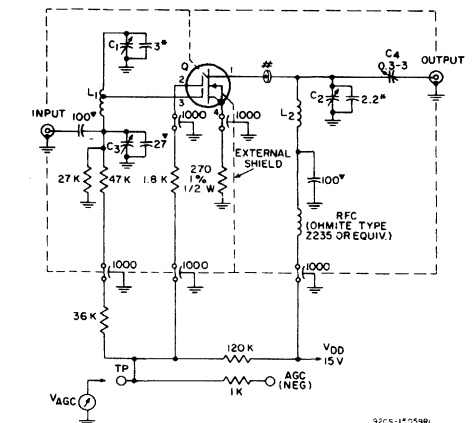 C1
3*
Q
1
#
C4
0.3-3
OUTPUT
2
L1
3
4
C2
2.2*
INPUT
100▼
1000
1000
L2
C3
27▼
EXTERNAL
SHIELD
27K
47K
1.8K
270
1%
1/2 W
100▼
RFC
(OHMITE TYPE
Z235 OR EQUIV.)
1000
1000
1000
36K
120K
VDD
15V
TP
AGC
(NEG)
VAGC
1K
92CS-15059R1